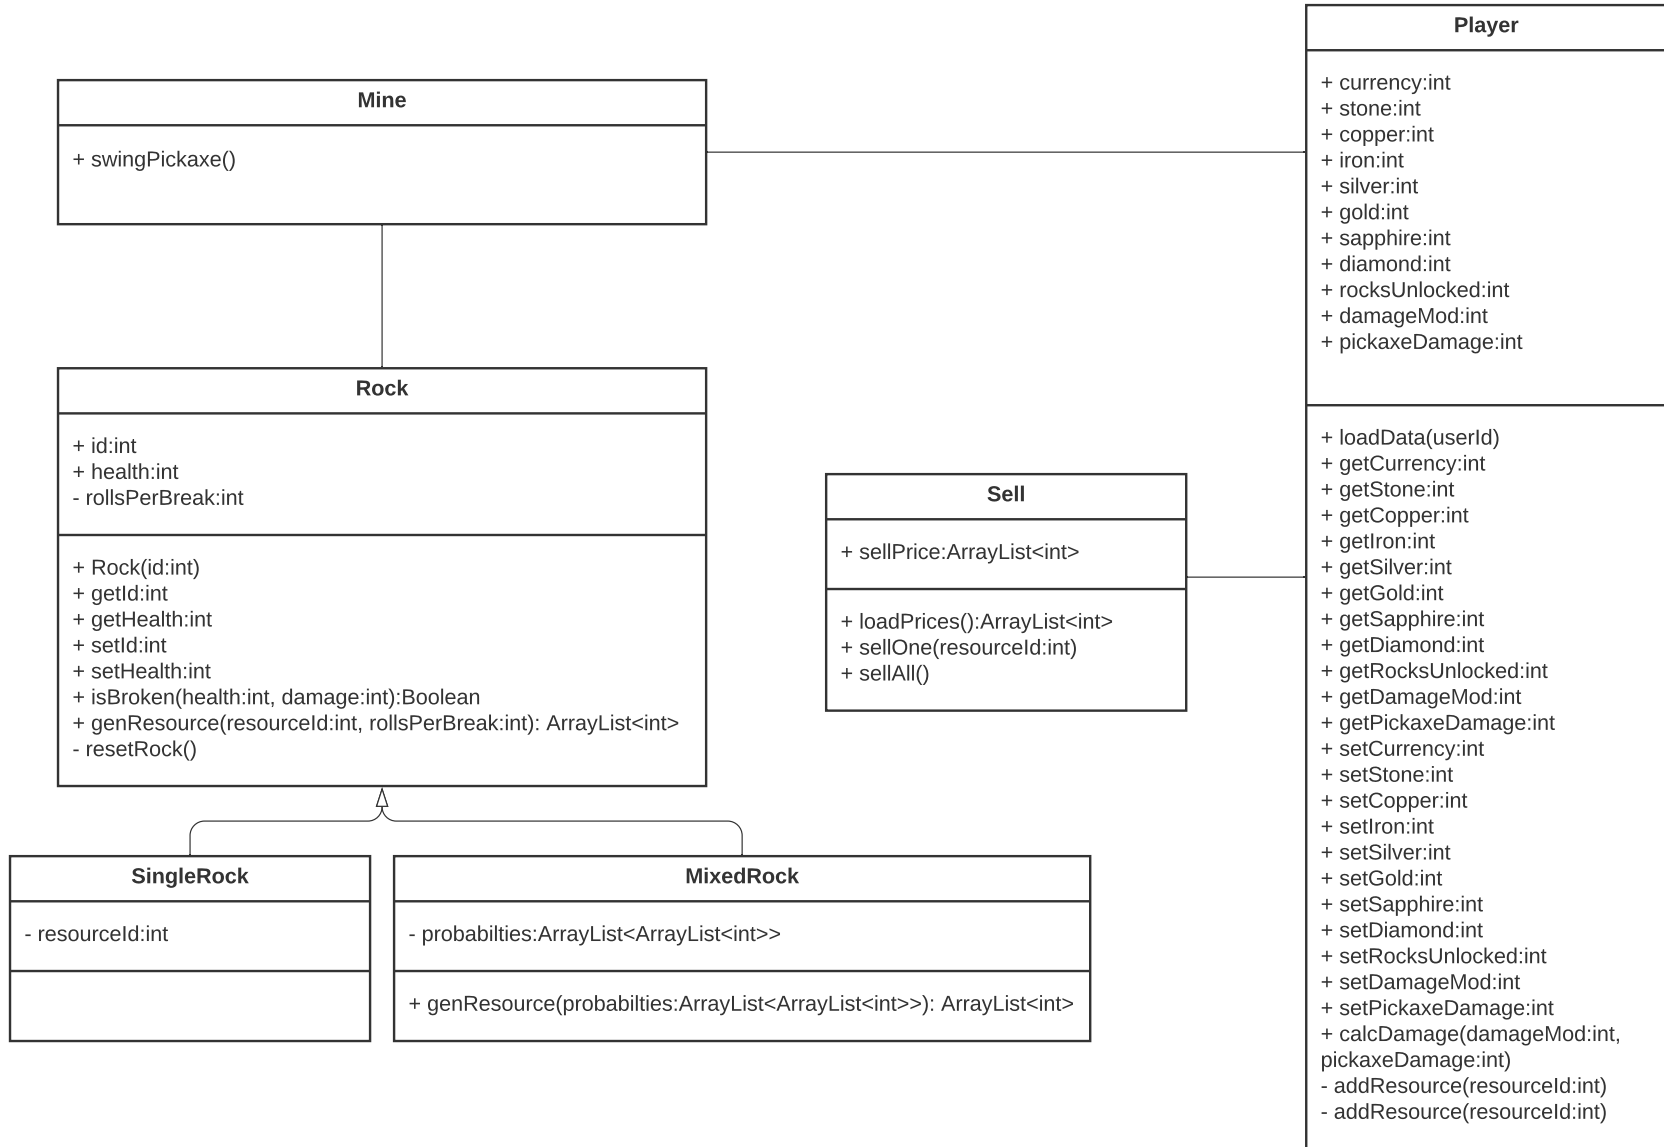 Mine
+ swingPickaxe()
Rock
+ id:int
+ health:int
- rollsPerBreak:int
+ Rock(id:int)
+ getId:int
+ getHealth:int
+ setId:int
+ setHealth:int
+ isBroken(health:int, damage:int):Boolean
+ genResource(resourceId:int, rollsPerBreak:int): ArrayList<int>
- resetRock()
SingleRock
- resourceId:int
MixedRock
- probabilties:ArrayList<ArrayList<int>>
+ genResource(probabilties:ArrayList<ArrayList<int>>): ArrayList<int>
Sell
+ sellPrice:ArrayList<int>
+ loadPrices():ArrayList<int>
+ sellOne(resourceId:int)
+ sellAll()
Player
+ currency:int
+ stone:int
+ copper:int
+ iron:int
+ silver:int
+ gold:int
+ sapphire:int
+ diamond:int
+ rocksUnlocked:int
+ damageMod:int
+ pickaxeDamage:int
+ loadData(userId)
+ getCurrency:int
+ getStone:int
+ getCopper:int
+ getIron:int
+ getSilver:int
+ getGold:int
+ getSapphire:int
+ getDiamond:int
+ getRocksUnlocked:int
+ getDamageMod:int
+ getPickaxeDamage:int
+ setCurrency:int
+ setStone:int
+ setCopper:int
+ setIron:int
+ setSilver:int
+ setGold:int
+ setSapphire:int
+ setDiamond:int
+ setRocksUnlocked:int
+ setDamageMod:int
+ setPickaxeDamage:int
+ calcDamage(damageMod:int,
pickaxeDamage:int)
- addResource(resourceId:int)
- addResource(resourceId:int)